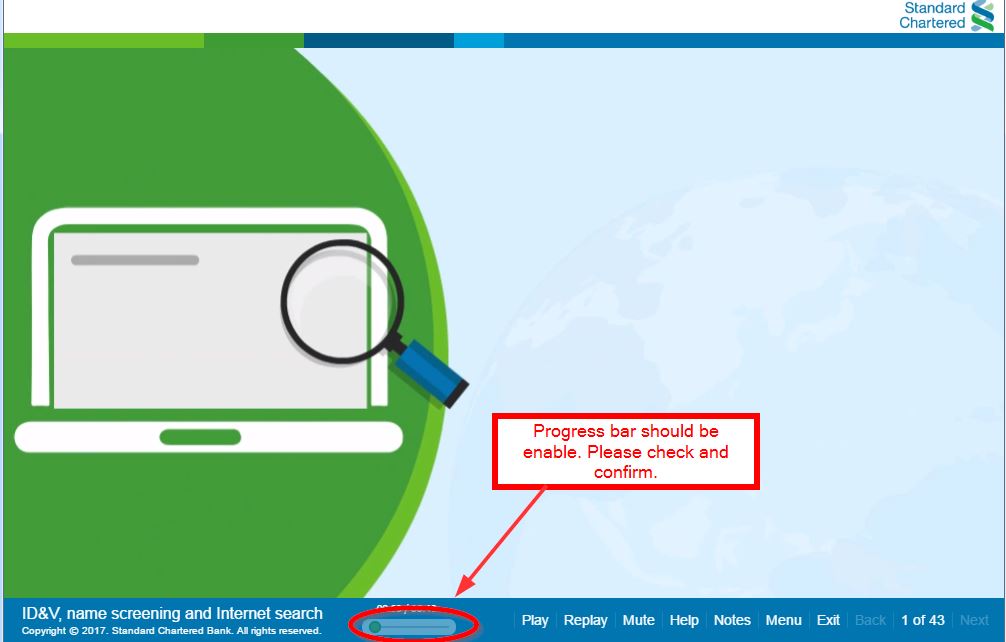 Standard
Chartered
Progress bar should be
enable. Please check and
confirm.
ID&V, name screening and Internet search
Copyright © 2017. Standard Chartered Bank. All rights reserved.
Play Replay Mute Help Notes Menu Exit Back 1 of 43 Next